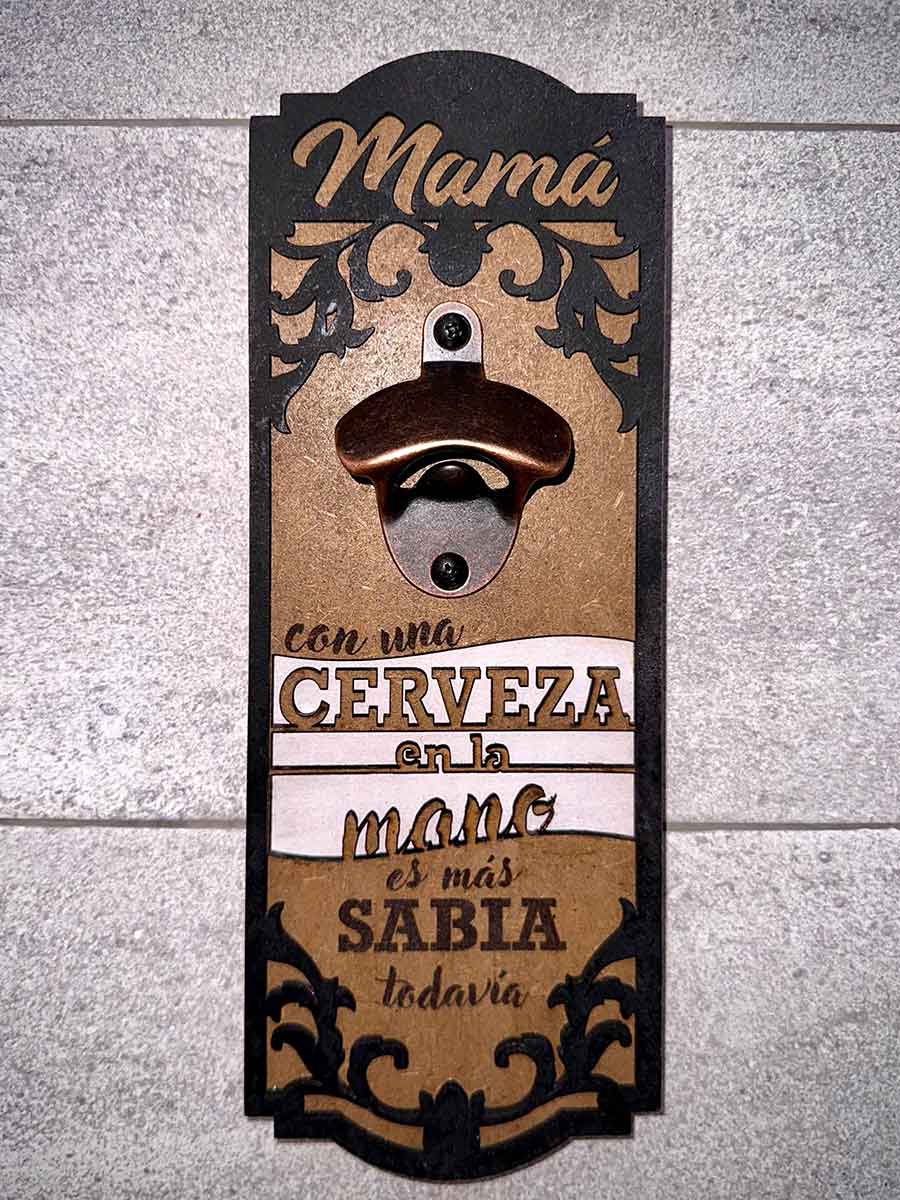 Mamá
con una
CERVEZA
en la
mano
es más
SABIA
todavía